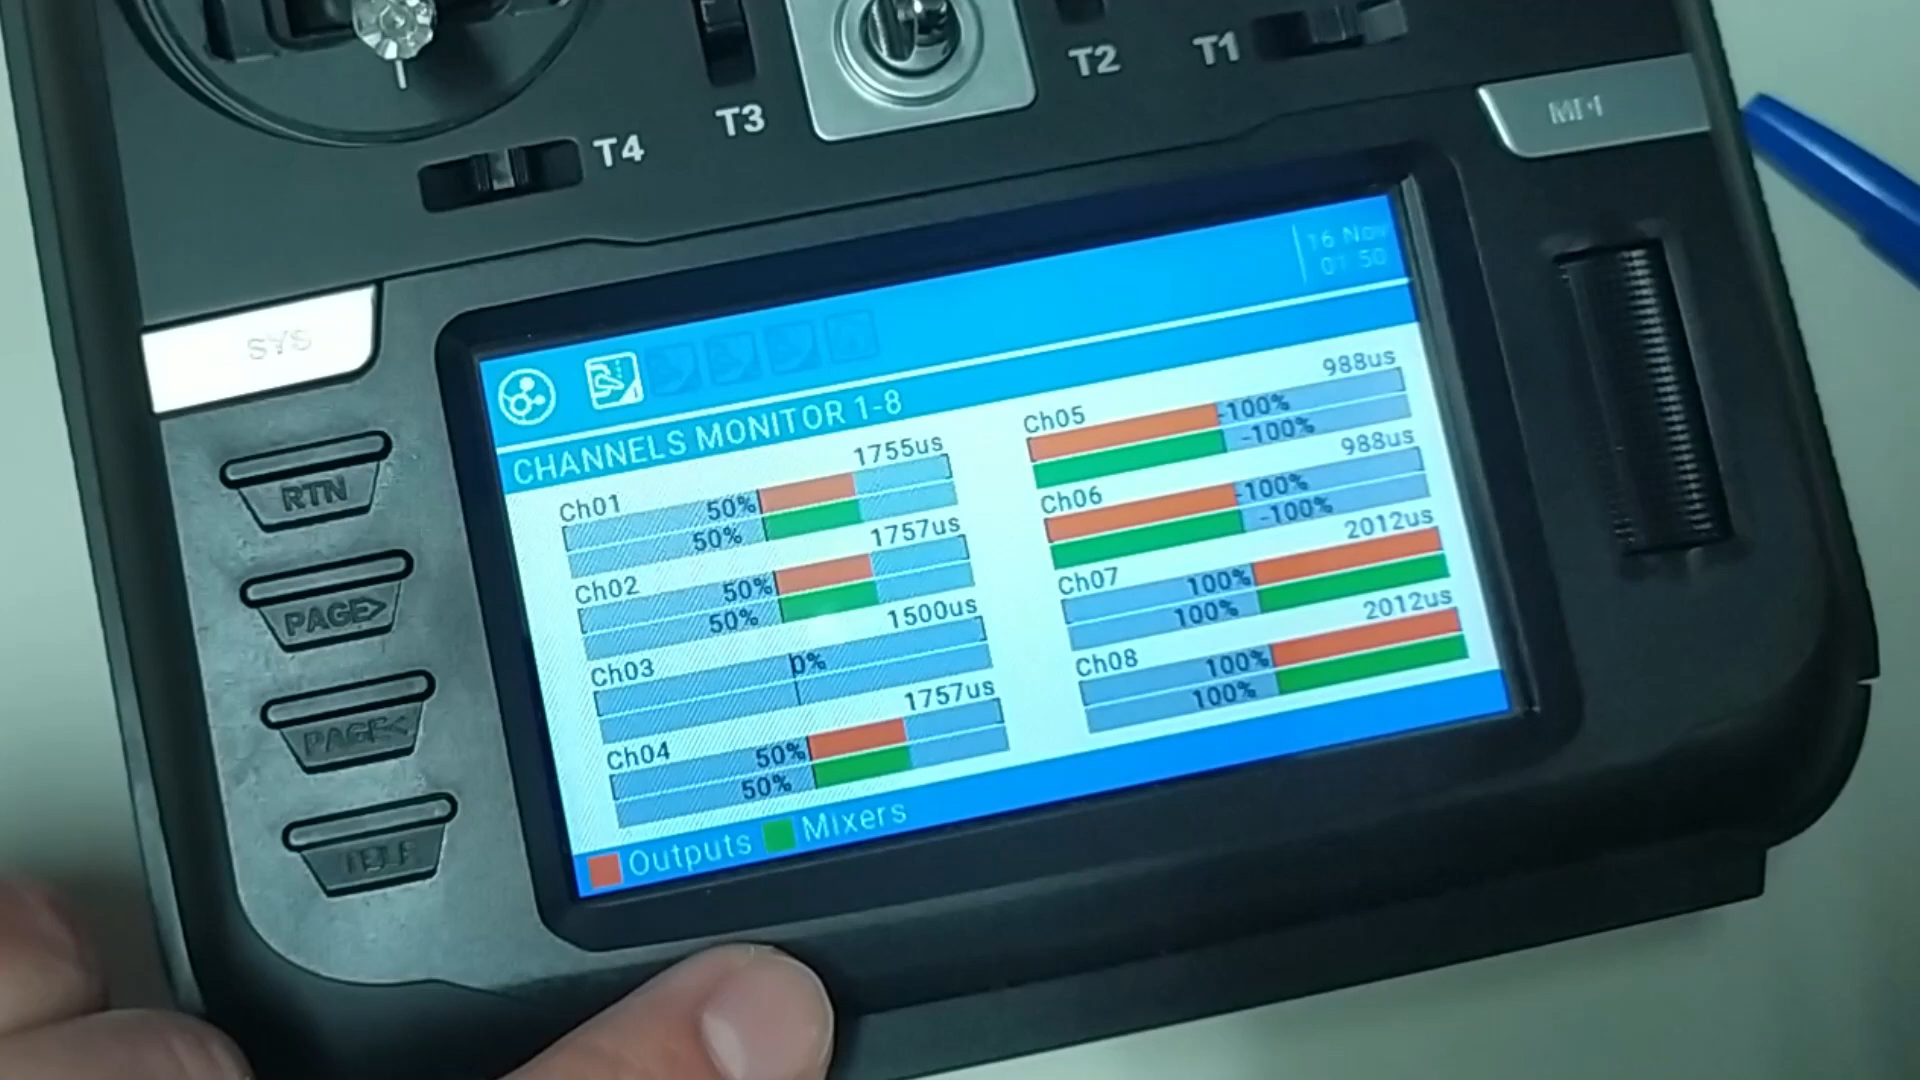 T4
T3
T2
T1
SYS
RTN
PAGE>
PAGE<
TELE
16 Nov
01:50
CHANNELS MONITOR 1-8
Ch01
1755us
50%
50%
Ch02
1757us
50%
50%
Ch03
1500us
0%
Ch04
1757us
50%
50%
Ch05
988us
-100%
-100%
Ch06
988us
-100%
-100%
Ch07
2012us
100%
100%
Ch08
2012us
100%
100%
Outputs
Mixers